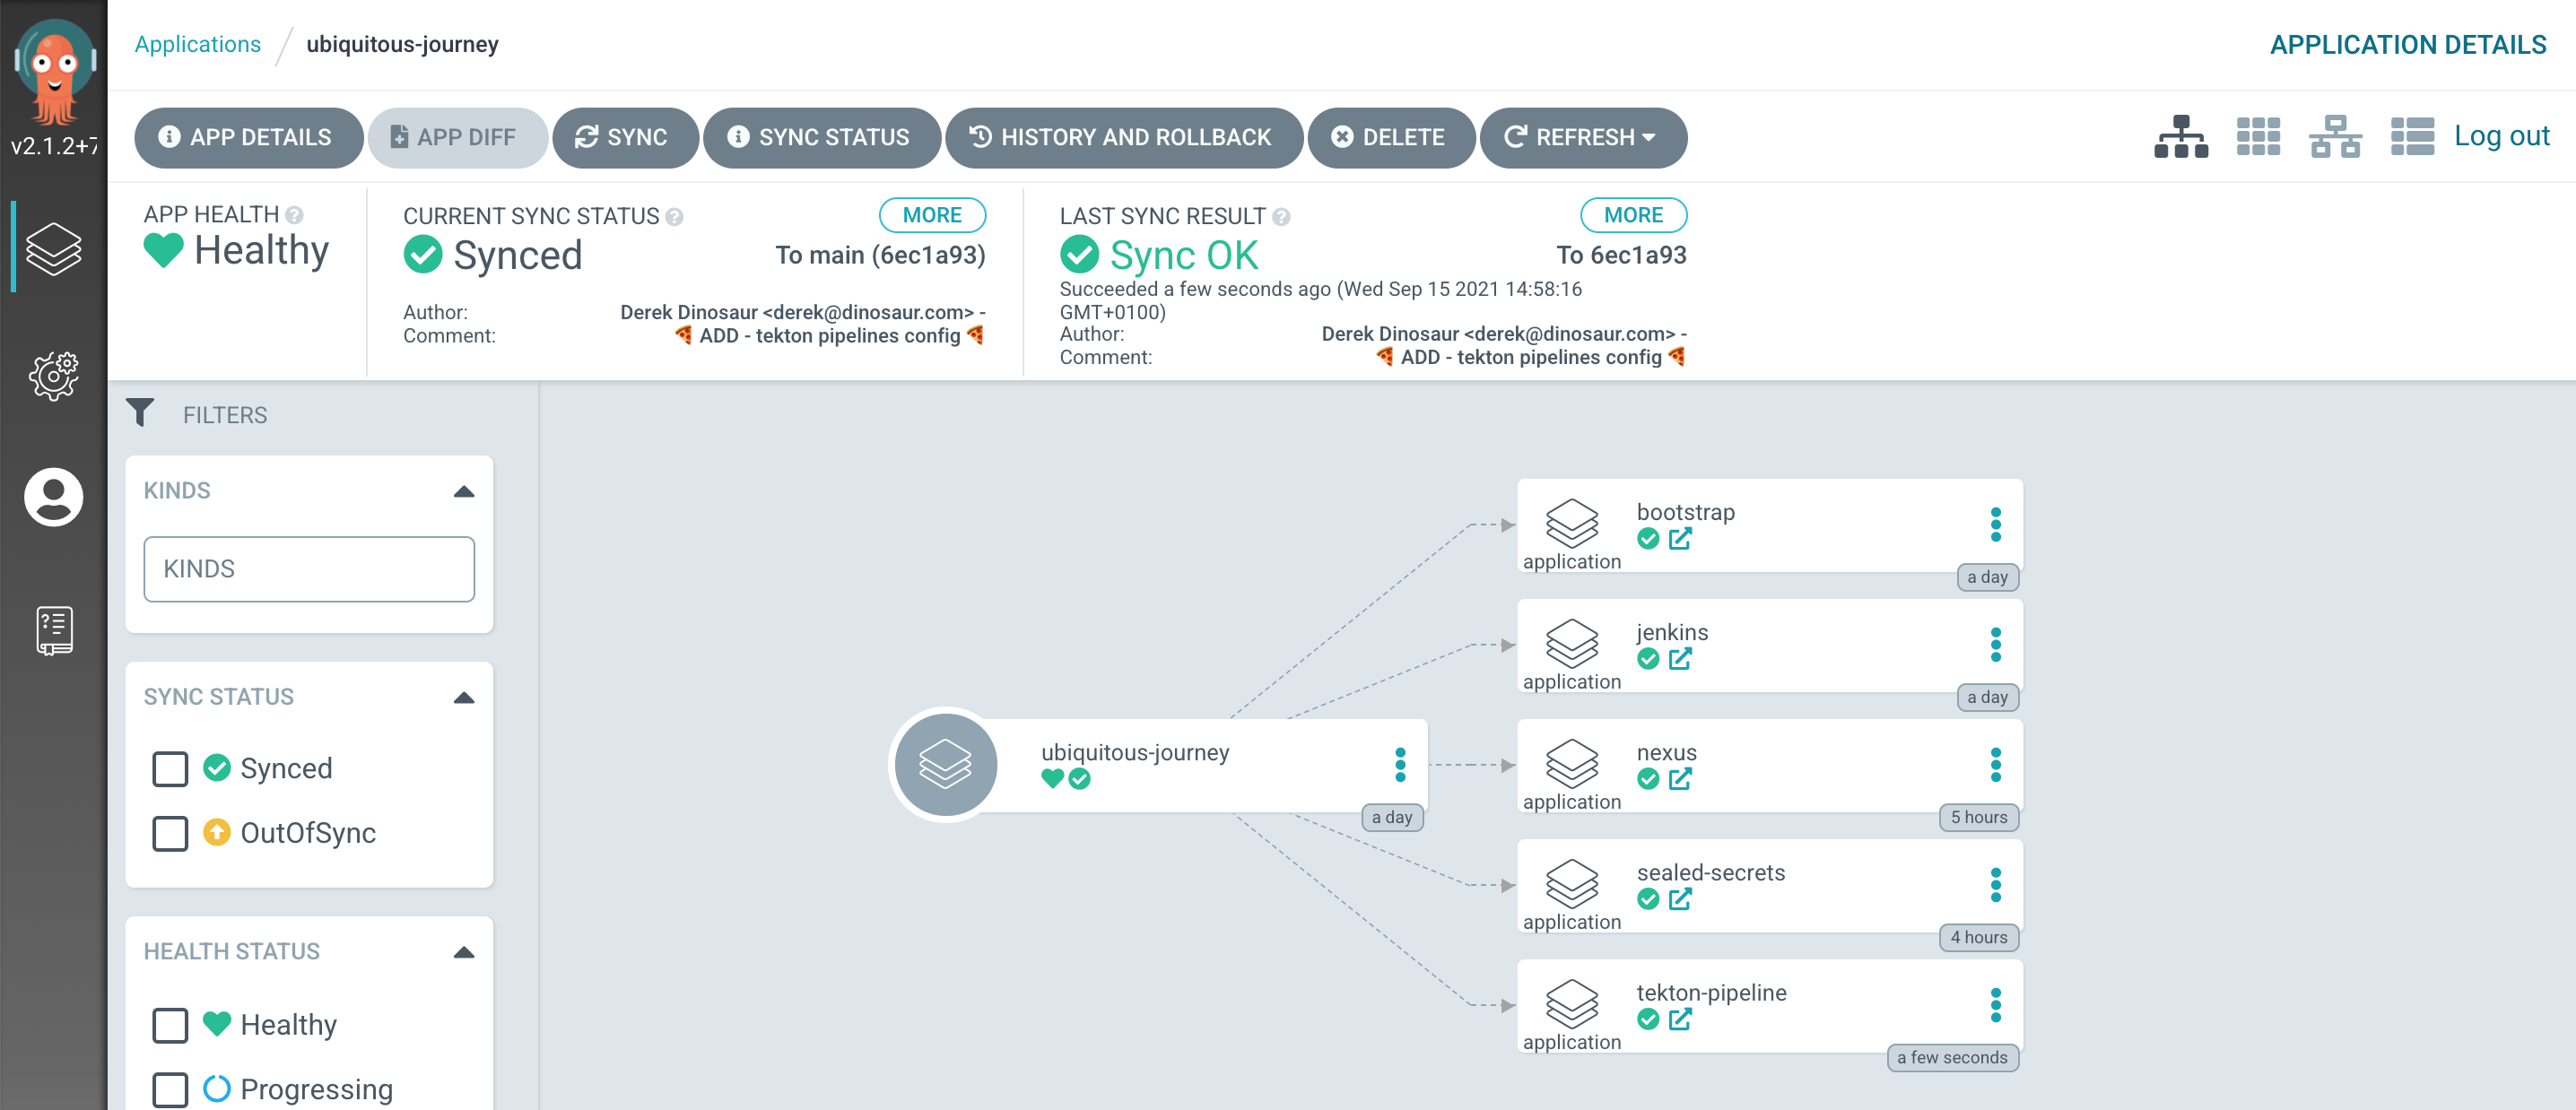 Applications / ubiquitous-journey
APPLICATION DETAILS
v2.1.2+7
APP DETAILS
APP DIFF
SYNC
SYNC STATUS
HISTORY AND ROLLBACK
DELETE
REFRESH
Log out
APP HEALTH
Healthy
CURRENT SYNC STATUS
MORE
Synced
To main (6ec1a93)
Author:
Derek Dinosaur <derek@dinosaur.com> -
Comment:
🍕 ADD - tekton pipelines config 🍕
LAST SYNC RESULT
MORE
Sync OK
To 6ec1a93
Succeeded a few seconds ago (Wed Sep 15 2021 14:58:16
GMT+0100)
Author:
Derek Dinosaur <derek@dinosaur.com> -
Comment:
🍕 ADD - tekton pipelines config 🍕
FILTERS
KINDS
KINDS
SYNC STATUS
Synced
OutOfSync
HEALTH STATUS
Healthy
Progressing
ubiquitous-journey
a day
bootstrap
application
a day
jenkins
application
a day
nexus
application
5 hours
sealed-secrets
application
4 hours
tekton-pipeline
application
a few seconds